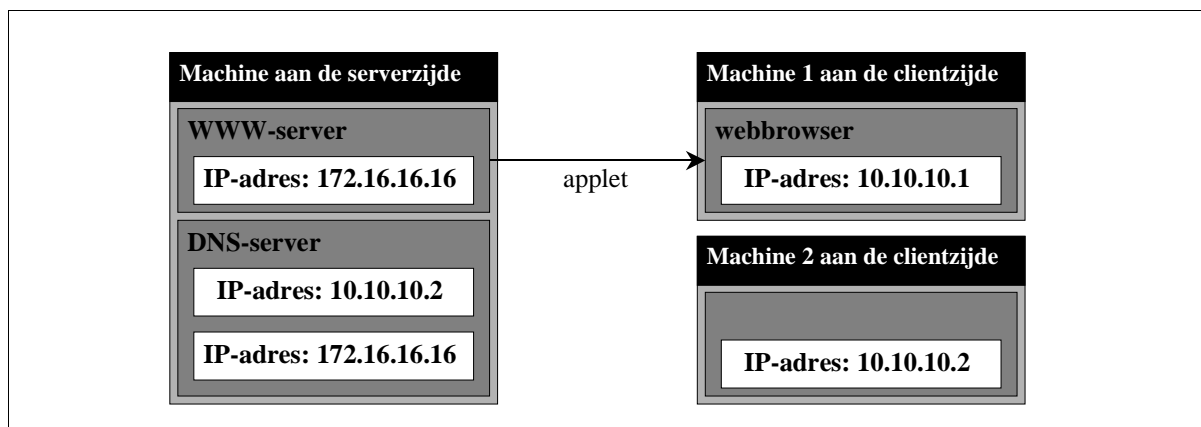 Machine aan de serverzijde
WWW-server
IP-adres: 172.16.16.16
DNS-server
IP-adres: 10.10.10.2
IP-adres: 172.16.16.16
applet
Machine 1 aan de clientzijde
webbrowser
IP-adres: 10.10.10.1
Machine 2 aan de clientzijde
IP-adres: 10.10.10.2